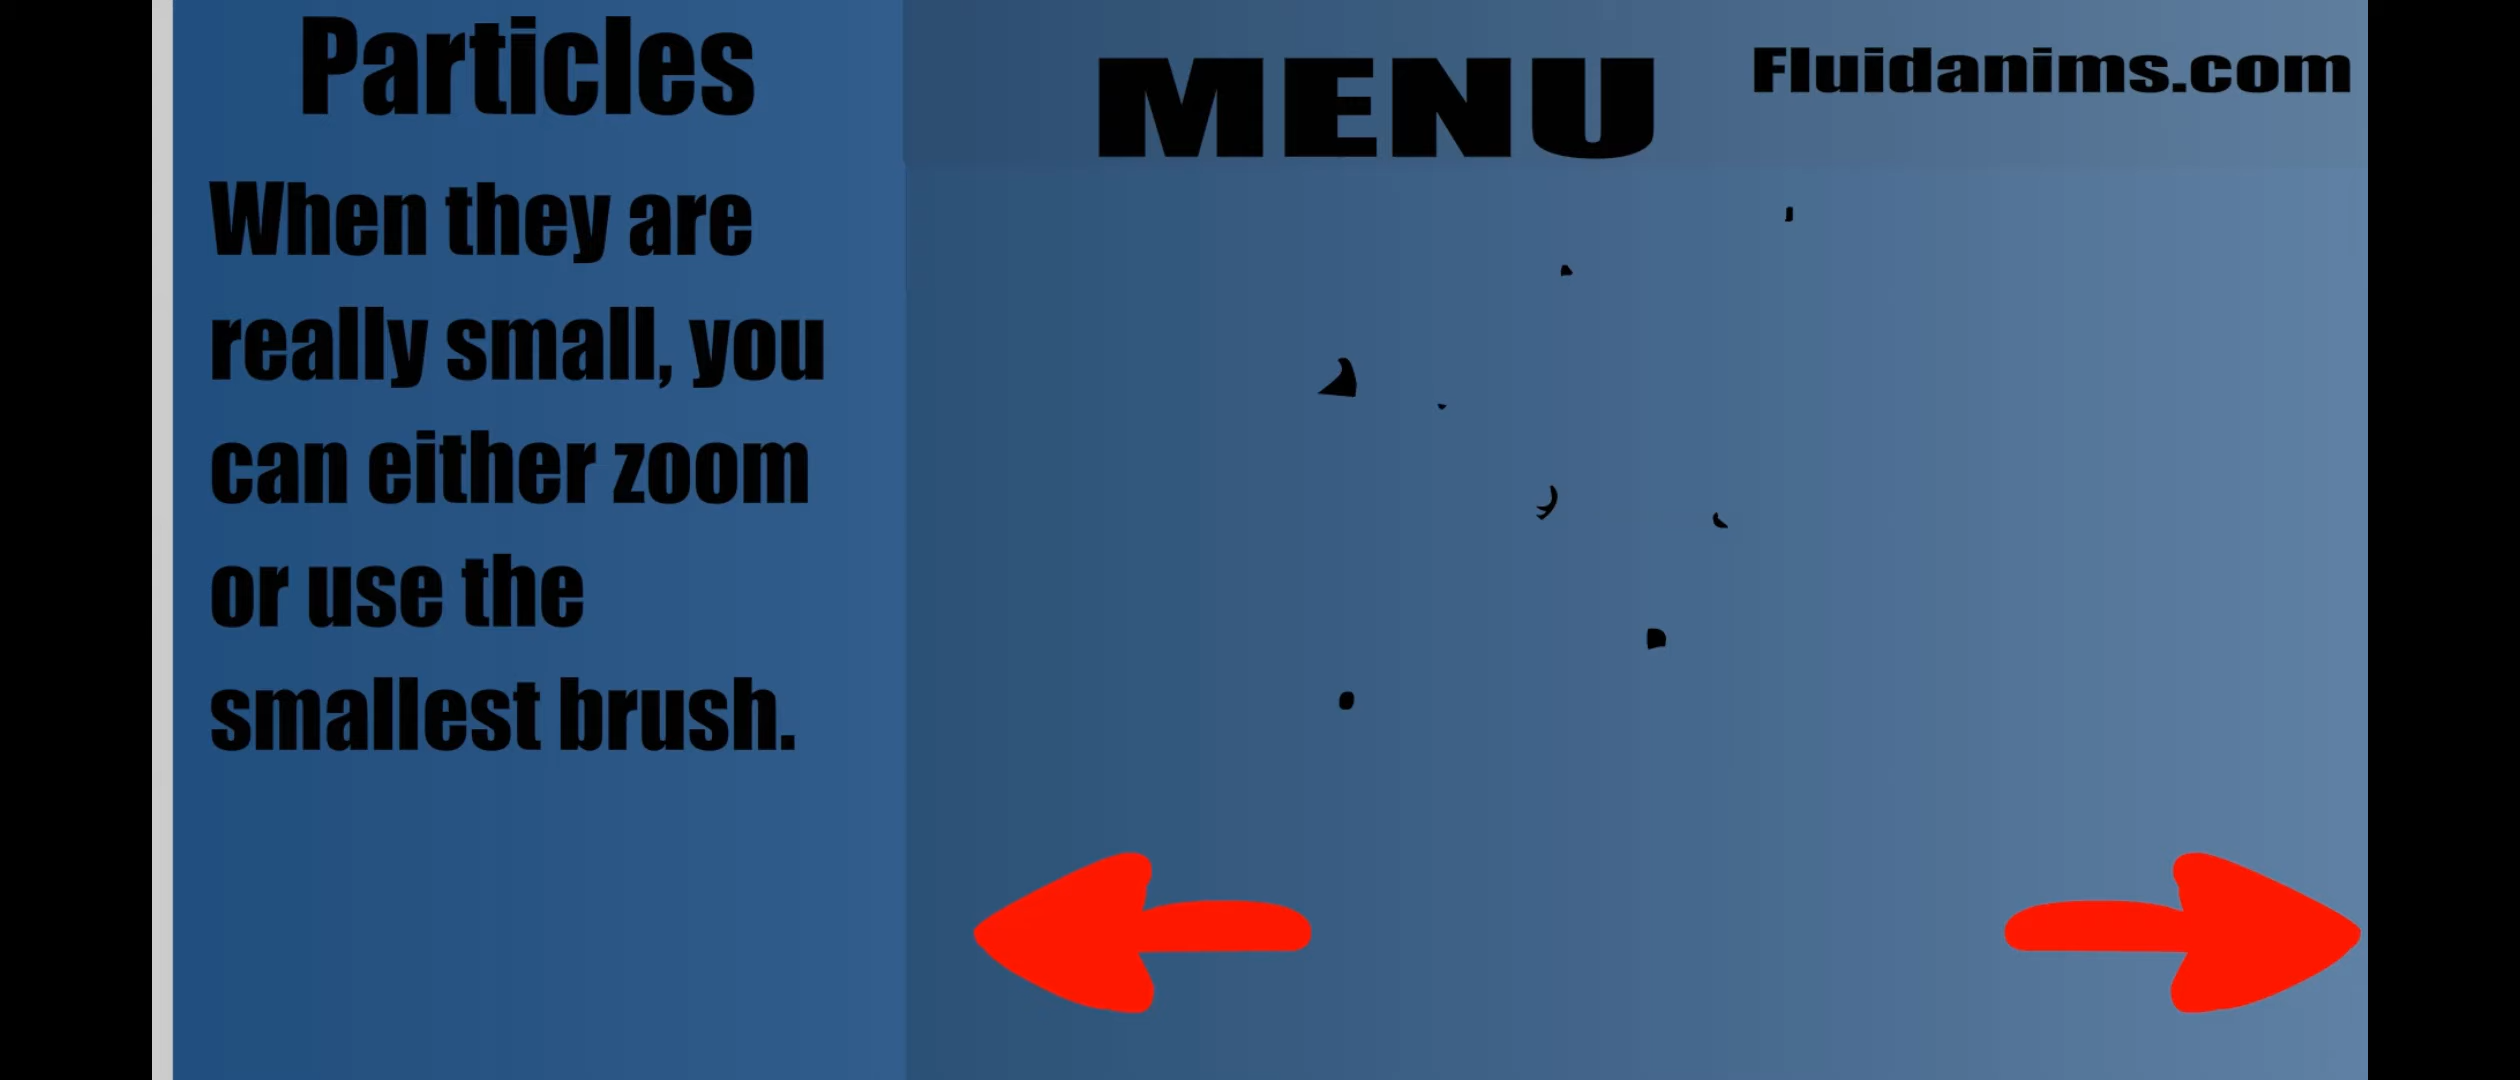 Particles
When they are
really small, you
can either zoom
or use the
smallest brush.
MENU
Fluidanims.com